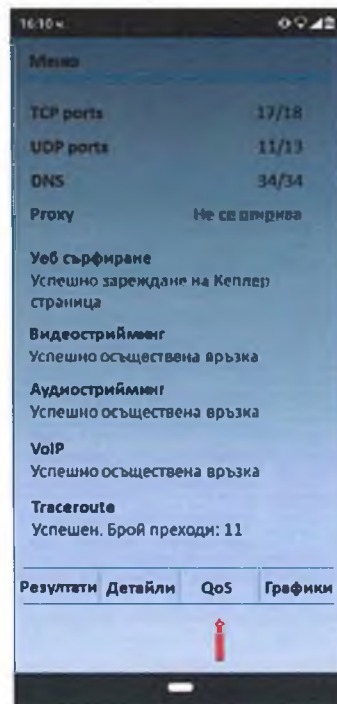 16:10
Меню
TCP ports 17/18
UDP ports 11/13
DNS 34/34
Proxy Не се открива
Уеб сърфиране
Успешно зареждане на Кеплер
страница
Видеострийминг
Успешно осъществена връзка
Аудиострийминг
Успешно осъществена връзка
VoIP
Успешно осъществена връзка
Traceroute
Успешен. Брой преходи: 11
Резултати Детайли QoS Графики